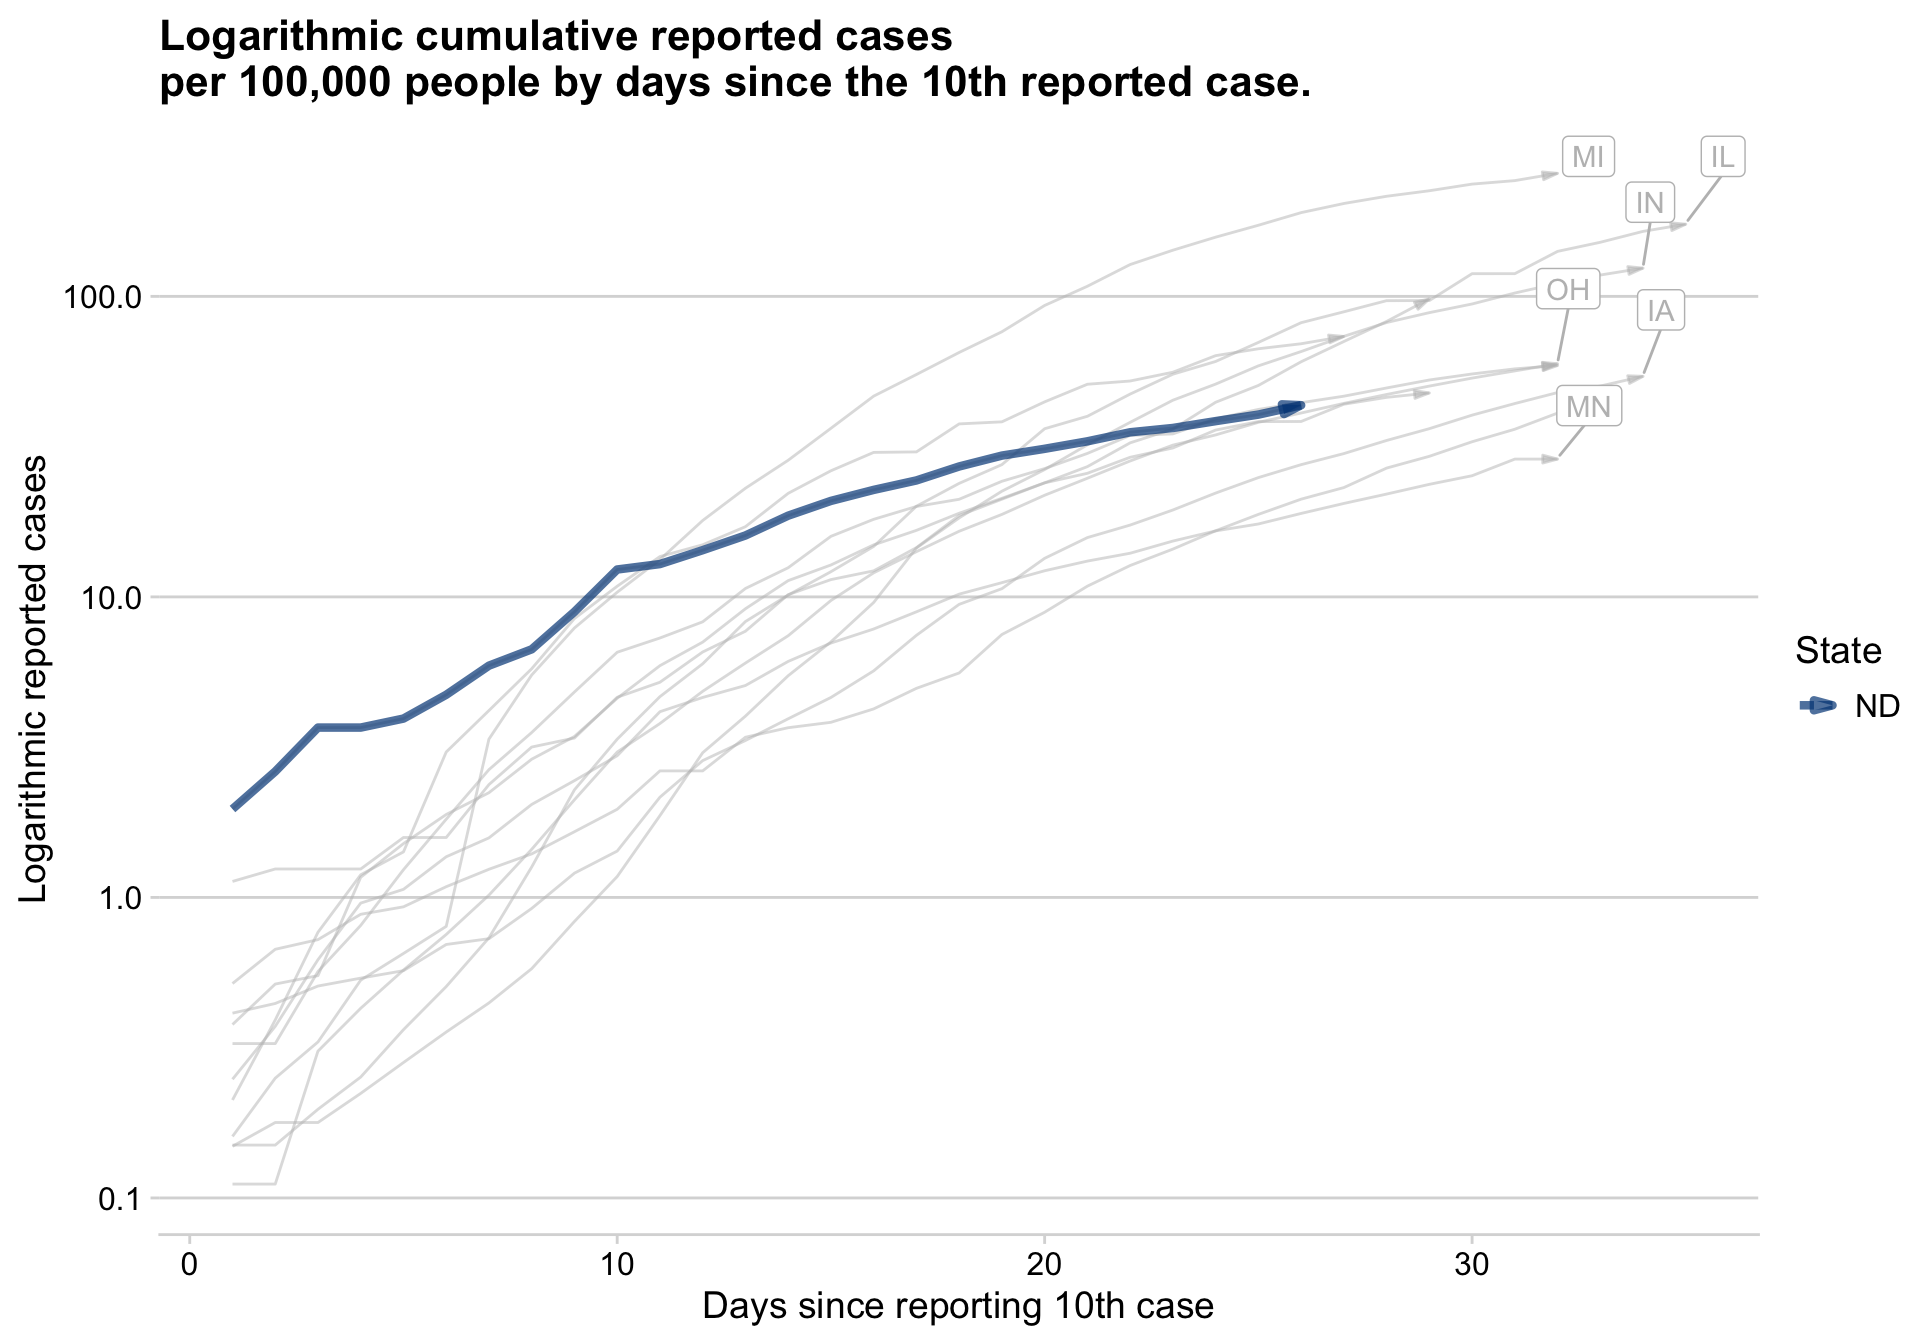 Logarithmic cumulative reported cases
per 100,000 people by days since the 10th reported case.
MI
IL
IN
OH
IA
MN
100.0
10.0
1.0
0.1
Logarithmic reported cases
State
ND
0
10
20
30
Days since reporting 10th case